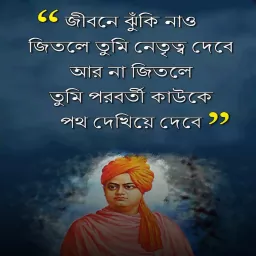 “ জীবনে ঝুঁকি নাও
জিতলে তুমি নেতৃত্ব দেবে
আর না জিতলে
তুমি পরবর্তী কাউকে
পথ দেখিয়ে দেবে ”